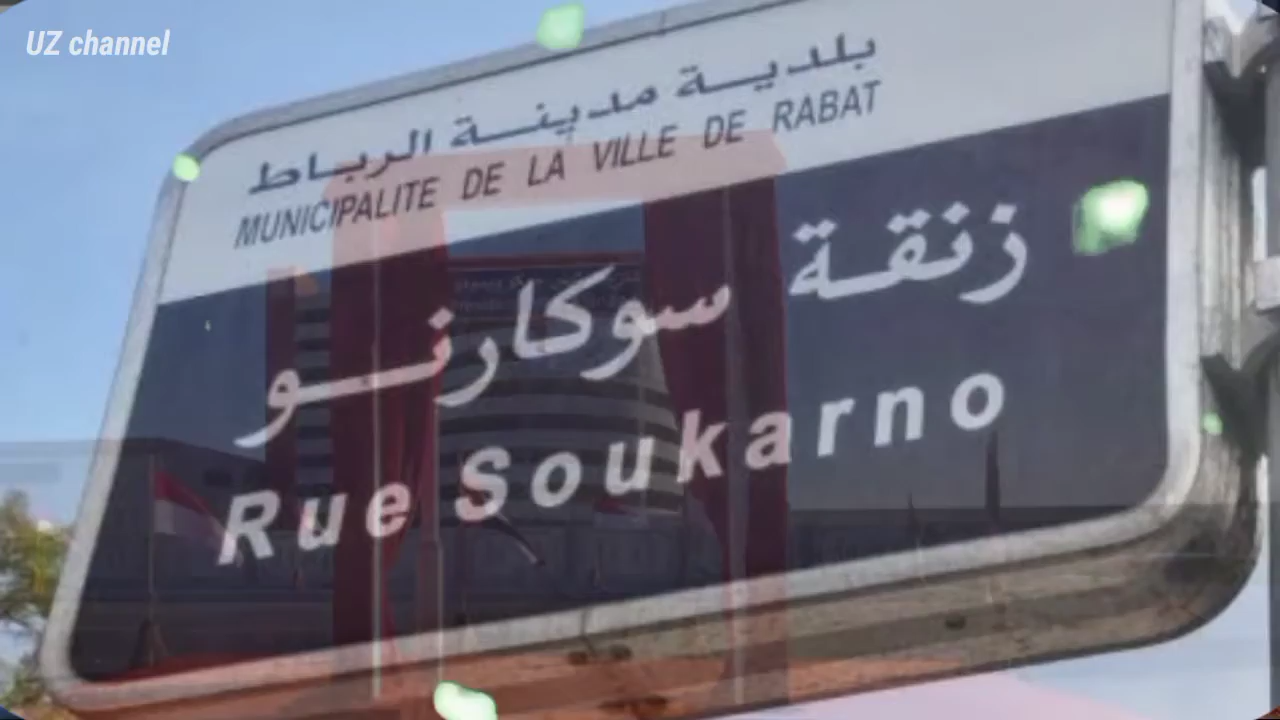 UZ channel
بلدية مدينة الرباط
MUNICIPALITE DE LA VILLE DE RABAT
زنقة سوكارنو
Rue Soukarno